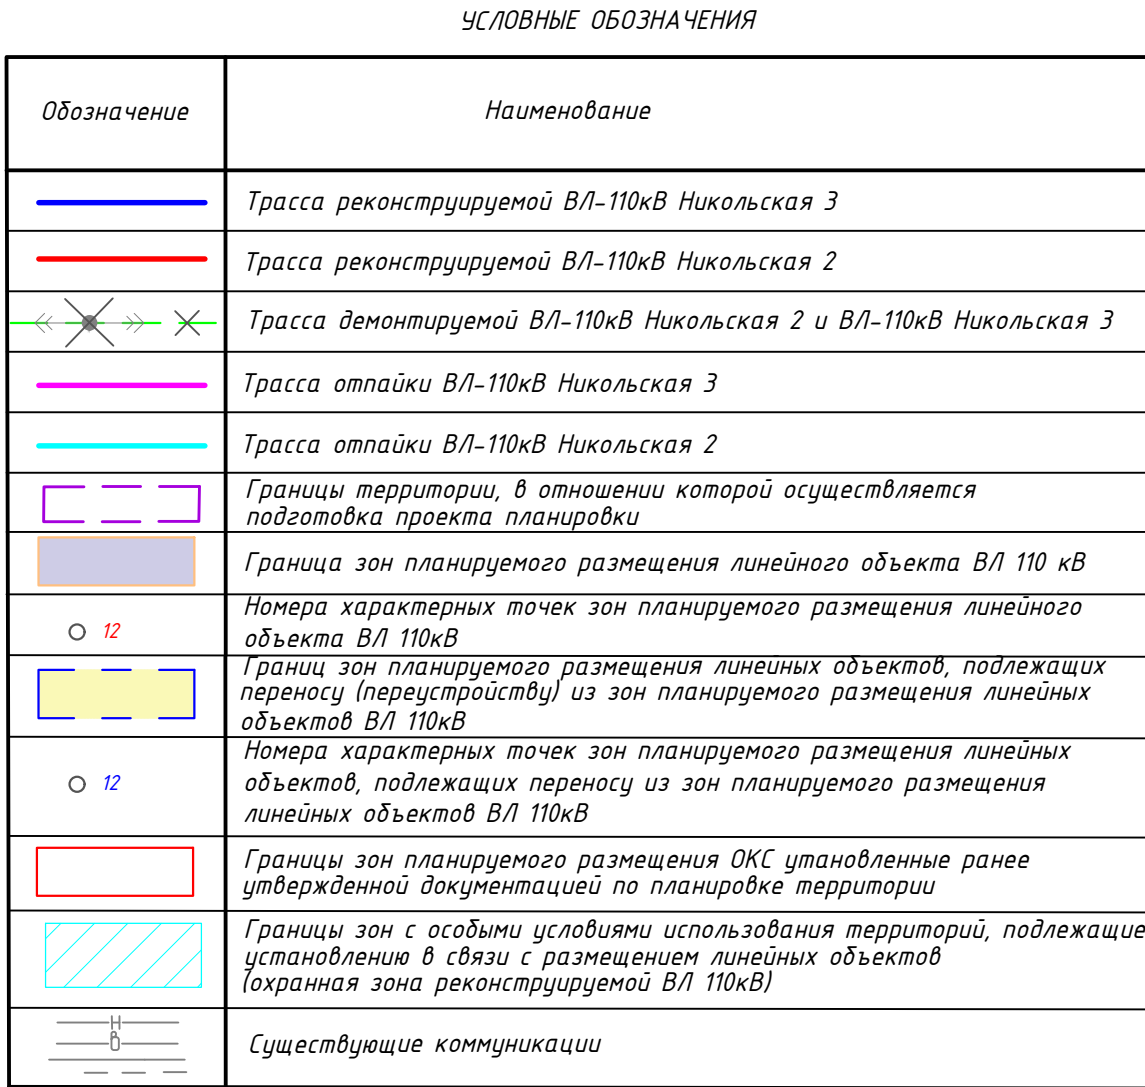 УСЛОВНЫЕ ОБОЗНАЧЕНИЯ
Обозначение
Наименование
Трасса реконструируемой ВЛ-110кВ Никольская 3
Трасса реконструируемой ВЛ-110кВ Никольская 2
Трасса демонтируемой ВЛ-110кВ Никольская 2 и ВЛ-110кВ Никольская 3
Трасса отпайки ВЛ-110кВ Никольская 3
Трасса отпайки ВЛ-110кВ Никольская 2
Границы территории, в отношении которой осуществляется
подготовка проекта планировки
Граница зон планируемого размещения линейного объекта ВЛ 110 кВ
12
Номера характерных точек зон планируемого размещения линейного
объекта ВЛ 110кВ
Границ зон планируемого размещения линейных объектов, подлежащих
переносу (переустройству) из зон планируемого размещения линейных
объектов ВЛ 110кВ
12
Номера характерных точек зон планируемого размещения линейных
объектов, подлежащих переносу из зон планируемого размещения
линейных объектов ВЛ 110кВ
Границы зон планируемого размещения ОКС утановленные ранее
утвержденной документацией по планировке территории
Границы зон с особыми условиями использования территорий, подлежащие
установлению в связи с размещением линейных объектов
(охранная зона реконструируемой ВЛ 110кВ)
Н
В
Существующие коммуникации